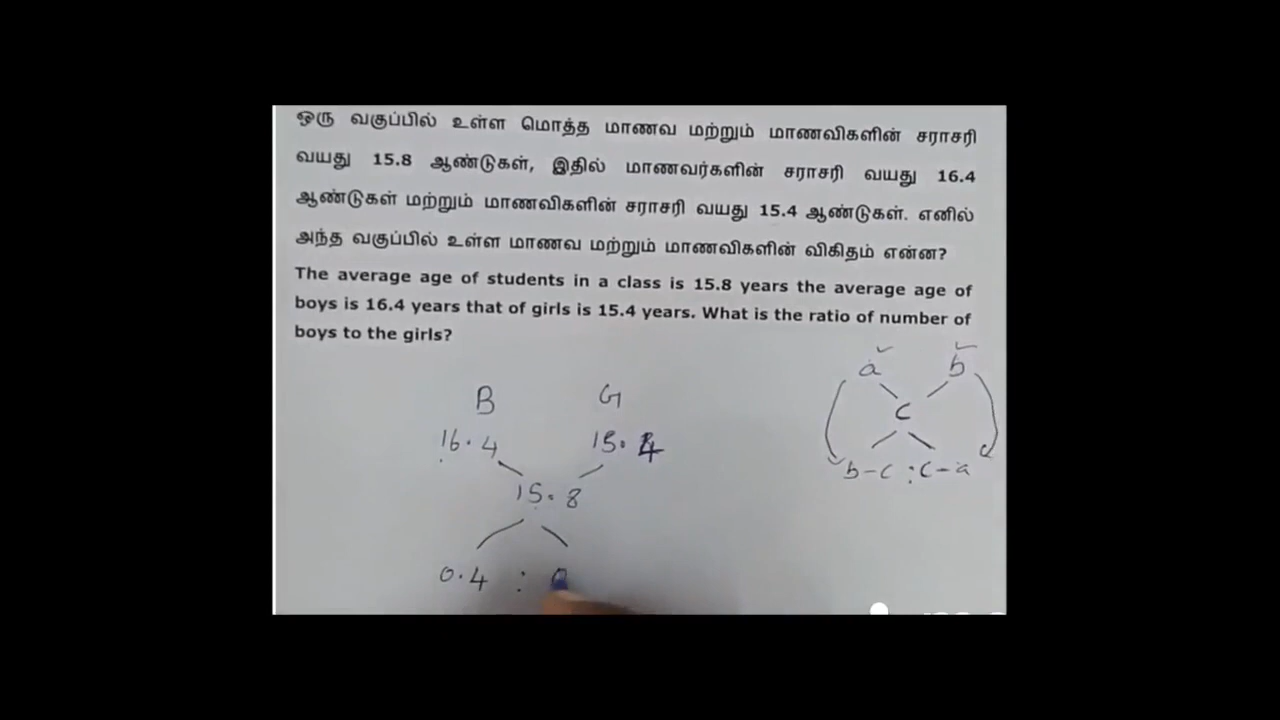 ஒரு வகுப்பில் உள்ள மொத்த மாணவ மற்றும் மாணவிகளின் சராசரி
வயது 15.8 ஆண்டுகள், இதில் மாணவர்களின் சராசரி வயது 16.4
ஆண்டுகள் மற்றும் மாணவிகளின் சராசரி வயது 15.4 ஆண்டுகள். எனில்
அந்த வகுப்பில் உள்ள மாணவ மற்றும் மாணவிகளின் விகிதம் என்ன?
The average age of students in a class is 15.8 years the average age of
boys is 16.4 years that of girls is 15.4 years. What is the ratio of number of
boys to the girls?
a b
B G
c
16.4 15.4
b-c : c-a
15.8
0.4 :